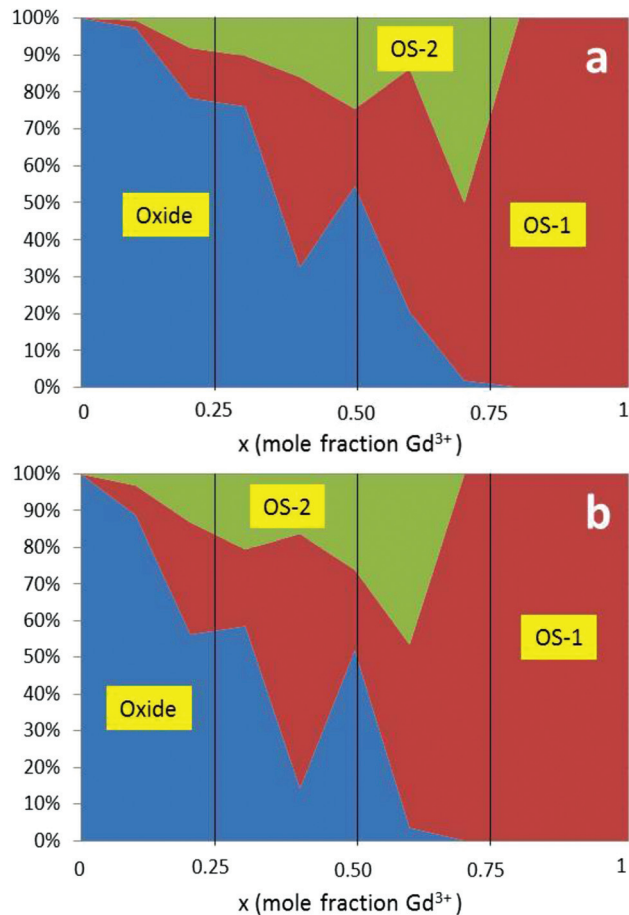 100%
90%
80%
70%
60%
50%
40%
30%
20%
10%
0%
OS-2
a
Oxide
OS-1
0 0.25 0.50 0.75 1
x (mole fraction Gd³⁺)
100%
90%
80%
70%
60%
50%
40%
30%
20%
10%
0%
OS-2
b
OS-1
Oxide
0 0.25 0.50 0.75 1
x (mole fraction Gd³⁺)